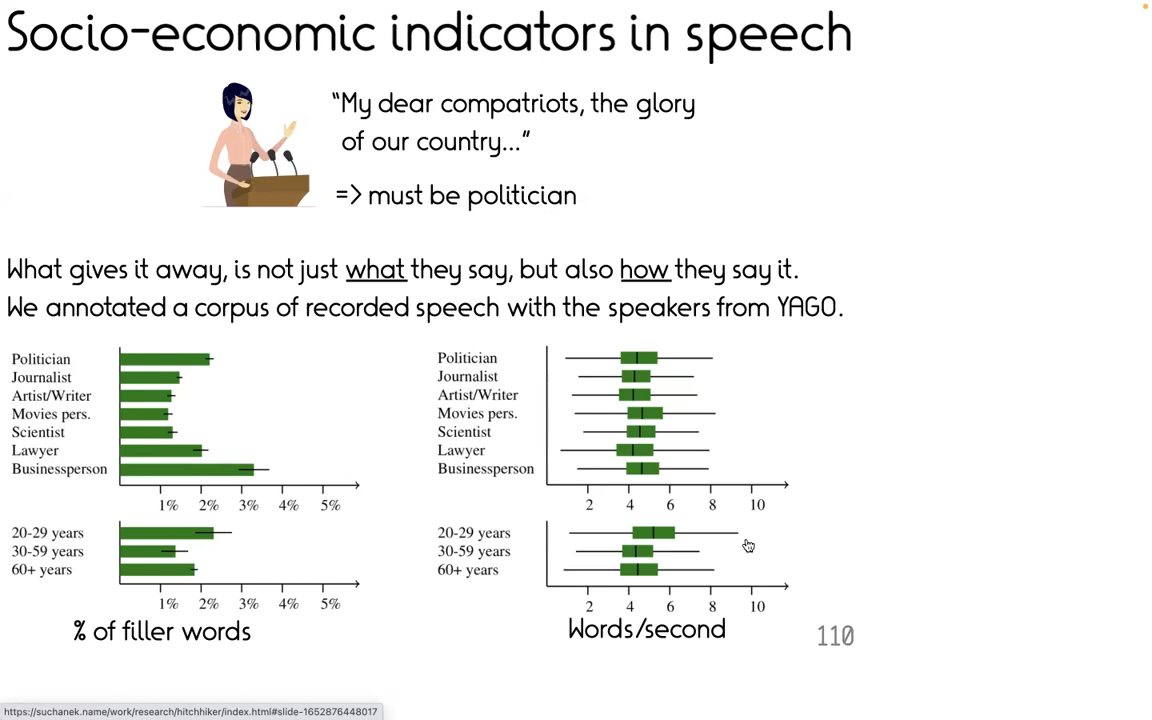 Socio-economic indicators in speech
"My dear compatriots, the glory
of our country..."
=> must be politician
What gives it away, is not just what they say, but also how they say it.
We annotated a corpus of recorded speech with the speakers from YAGO.
Politician
Journalist
Artist/Writer
Movies pers.
Scientist
Lawyer
Businessperson
1% 2% 3% 4% 5%
20-29 years
30-59 years
60+ years
1% 2% 3% 4% 5%
% of filler words
Politician
Journalist
Artist/Writer
Movies pers.
Scientist
Lawyer
Businessperson
2 4 6 8 10
20-29 years
30-59 years
60+ years
2 4 6 8 10
Words/second
110
https://suchanek.name/work/research/hitchhiker/index.html#slide-1652876448017